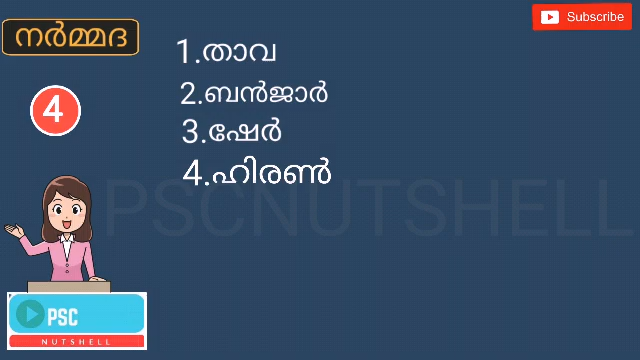 Subscribe
നർമ്മദ
4
1.താവ
2.ബൻജാർ
3.ഷേർ
4.ഹിരൺ
PSCNUTSHELL
PSC
NUTSHELL